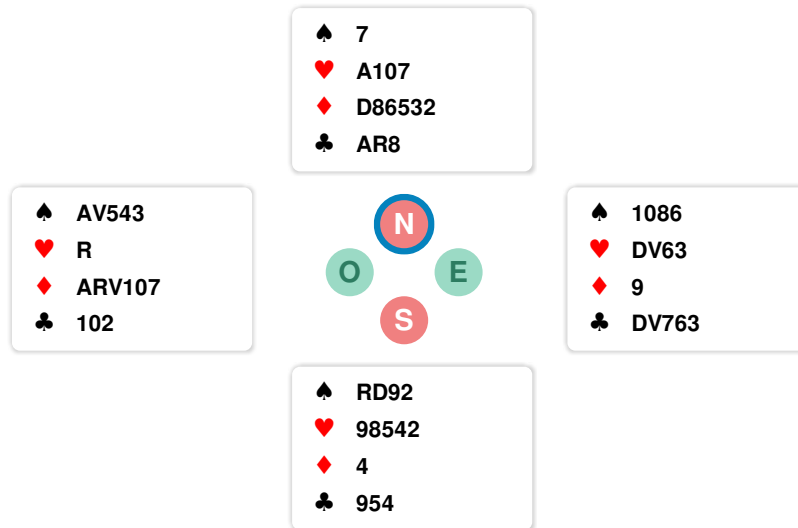 ♠ 7
♥ A107
♦ D86532
♣ AR8
♠ AV543
♥ R
♦ ARV107
♣ 102
N
O E
S
♠ 1086
♥ DV63
♦ 9
♣ DV763
♠ RD92
♥ 98542
♦ 4
♣ 954